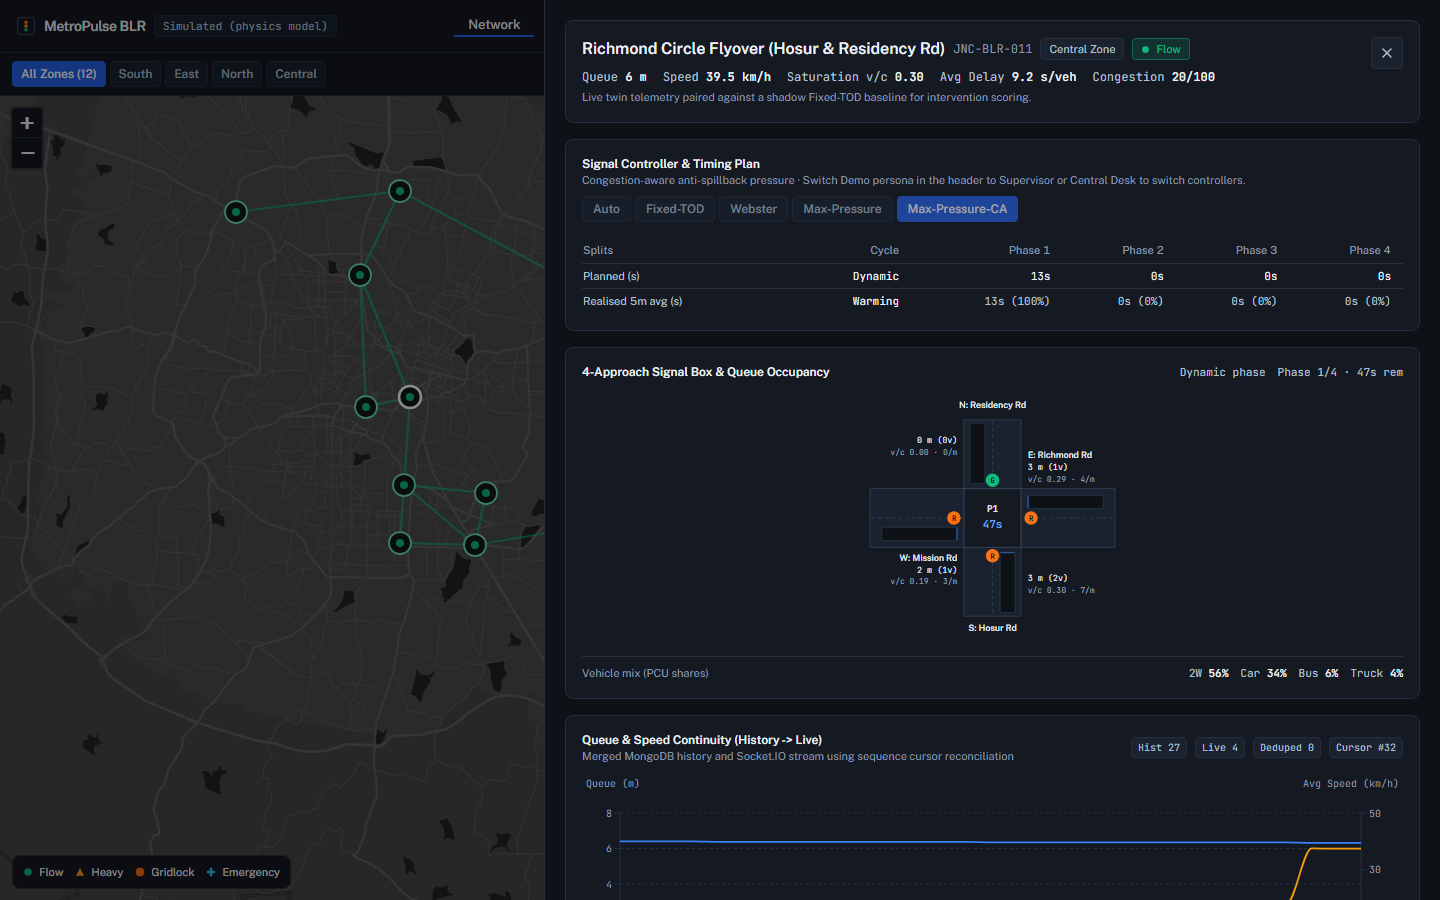 MetroPulse BLR
Simulated (physics model)
Network
All Zones (12)
South
East
North
Central
+
−
Flow
Heavy
Gridlock
Emergency
Richmond Circle Flyover (Hosur & Residency Rd) JNC-BLR-011 Central Zone Flow
Queue 6 m Speed 39.5 km/h Saturation v/c 0.30 Avg Delay 9.2 s/veh Congestion 20/100
Live twin telemetry paired against a shadow Fixed-TOD baseline for intervention scoring.
Signal Controller & Timing Plan
Congestion-aware anti-spillback pressure · Switch Demo persona in the header to Supervisor or Central Desk to switch controllers.
Auto Fixed-TOD Webster Max-Pressure Max-Pressure-CA
Splits Cycle Phase 1 Phase 2 Phase 3 Phase 4
Planned (s) Dynamic 13s 0s 0s 0s
Realised 5m avg (s) Warming 13s (100%) 0s (0%) 0s (0%) 0s (0%)
4-Approach Signal Box & Queue Occupancy
Dynamic phase Phase 1/4 · 47s rem
N: Residency Rd
0 m (0v)
v/c 0.00 · 0/m
E: Richmond Rd
3 m (1v)
v/c 0.29 · 4/m
G
P1
47s
R
R
R
W: Mission Rd
2 m (1v)
v/c 0.19 · 3/m
3 m (2v)
v/c 0.30 · 7/m
S: Hosur Rd
Vehicle mix (PCU shares)
2W 56% Car 34% Bus 6% Truck 4%
Queue & Speed Continuity (History -> Live)
Merged MongoDB history and Socket.IO stream using sequence cursor reconciliation
Hist 27 Live 4 Deduped 0 Cursor #32
Queue (m)
Avg Speed (km/h)
8
50
6
30
4